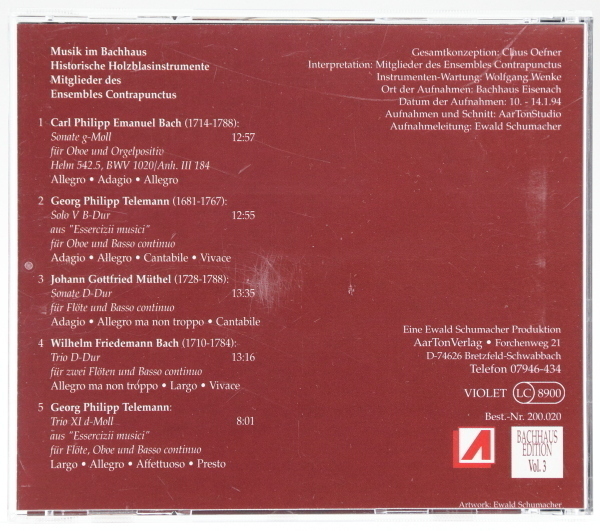 Musik im Bachhaus
Historische Holzblasinstrumente
Mitglieder des
Ensembles Contrapunctus
1 Carl Philipp Emanuel Bach (1714-1788):
Sonate g-Moll 12:57
für Oboe und Orgelpositiv
Helm 542.5, BWV 1020/Anh. III 184
Allegro • Adagio • Allegro
2 Georg Philipp Telemann (1681-1767):
Solo V B-Dur 12:55
aus "Essercizii musici"
für Oboe und Basso continuo
Adagio • Allegro • Cantabile • Vivace
3 Johann Gottfried Müthel (1728-1788):
Sonate D-Dur 13:35
für Flöte und Basso continuo
Adagio • Allegro ma non troppo • Cantabile
4 Wilhelm Friedemann Bach (1710-1784):
Trio D-Dur 13:16
für zwei Flöten und Basso continuo
Allegro ma non troppo • Largo • Vivace
5 Georg Philipp Telemann:
Trio XI d-Moll 8:01
aus "Essercizii musici"
für Flöte, Oboe und Basso continuo
Largo • Allegro • Affettuoso • Presto
Gesamtkonzeption: Claus Oefner
Interpretation: Mitglieder des Ensembles Contrapunctus
Instrumenten-Wartung: Wolfgang Wenke
Ort der Aufnahmen: Bachhaus Eisenach
Datum der Aufnahmen: 10. - 14.1.94
Aufnahmen und Schnitt: AarTonStudio
Aufnahmeleitung: Ewald Schumacher
Eine Ewald Schumacher Produktion
AarTonVerlag • Forchenweg 21
D-74626 Bretzfeld-Schwabbach
Telefon 07946-434
VIOLET LC 8900
Best.-Nr. 200.020
BACHHAUS
EDITION
Vol. 3
Artwork: Ewald Schumacher